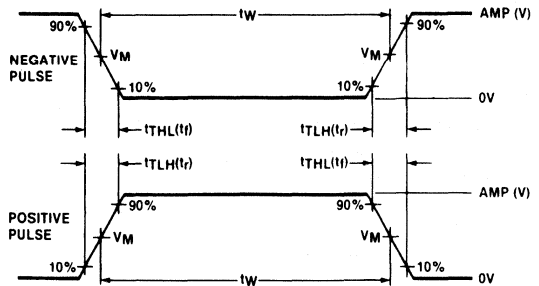 90%
tW
90%
AMP (V)
NEGATIVE
PULSE
VM
VM
10%
10%
0V
tTHL(tf)
tTLH(tr)
tTLH(tr)
tTHL(tf)
POSITIVE
PULSE
90%
90%
AMP (V)
VM
VM
10%
tW
10%
0V